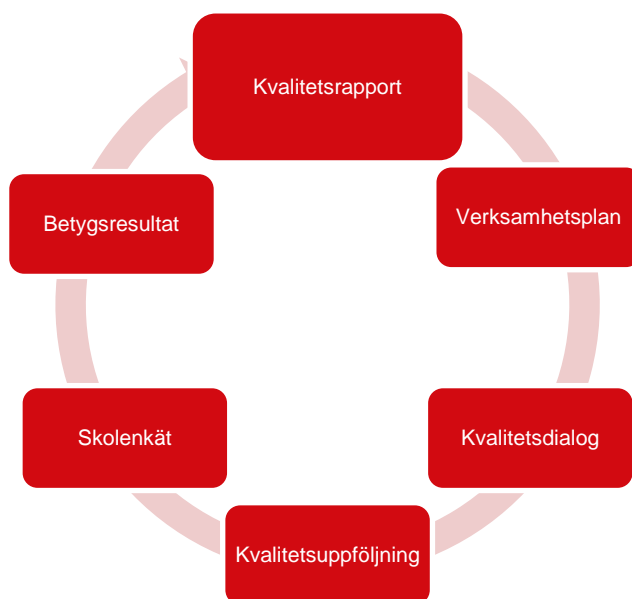 Kvalitetsrapport
Verksamhetsplan
Kvalitetsdialog
Kvalitetsuppföljning
Skolenkät
Betygsresultat